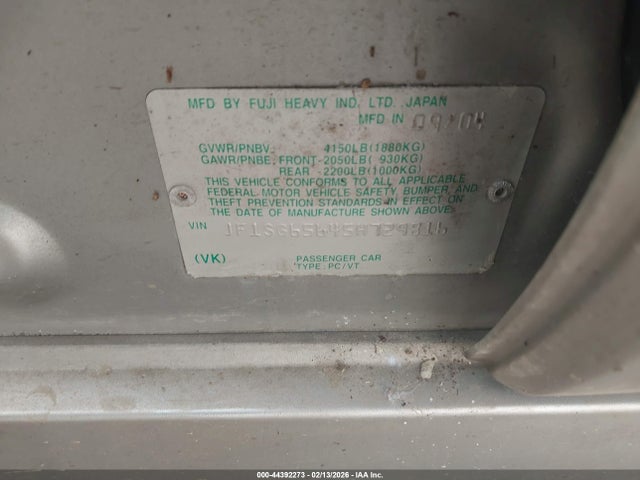 MFD BY FUJI HEAVY IND. LTD. JAPAN
MFD IN 09*04
GVWR/PNBV: 4150LB(1880KG)
GAWR/PNBE: FRONT-2050LB( 930KG)
REAR -2200LB(1000KG)
THIS VEHICLE CONFORMS TO ALL APPLICABLE
FEDERAL MOTOR VEHICLE SAFETY, BUMPER, AND
THEFT PREVENTION STANDARDS IN EFFECT ON
THE DATE OF MANUFACTURE SHOWN ABOVE.
VIN JF1SG65645H729816
(VK) PASSENGER CAR
TYPE: PC/VT
000-44392273 - 02/13/2026 - IAA Inc.